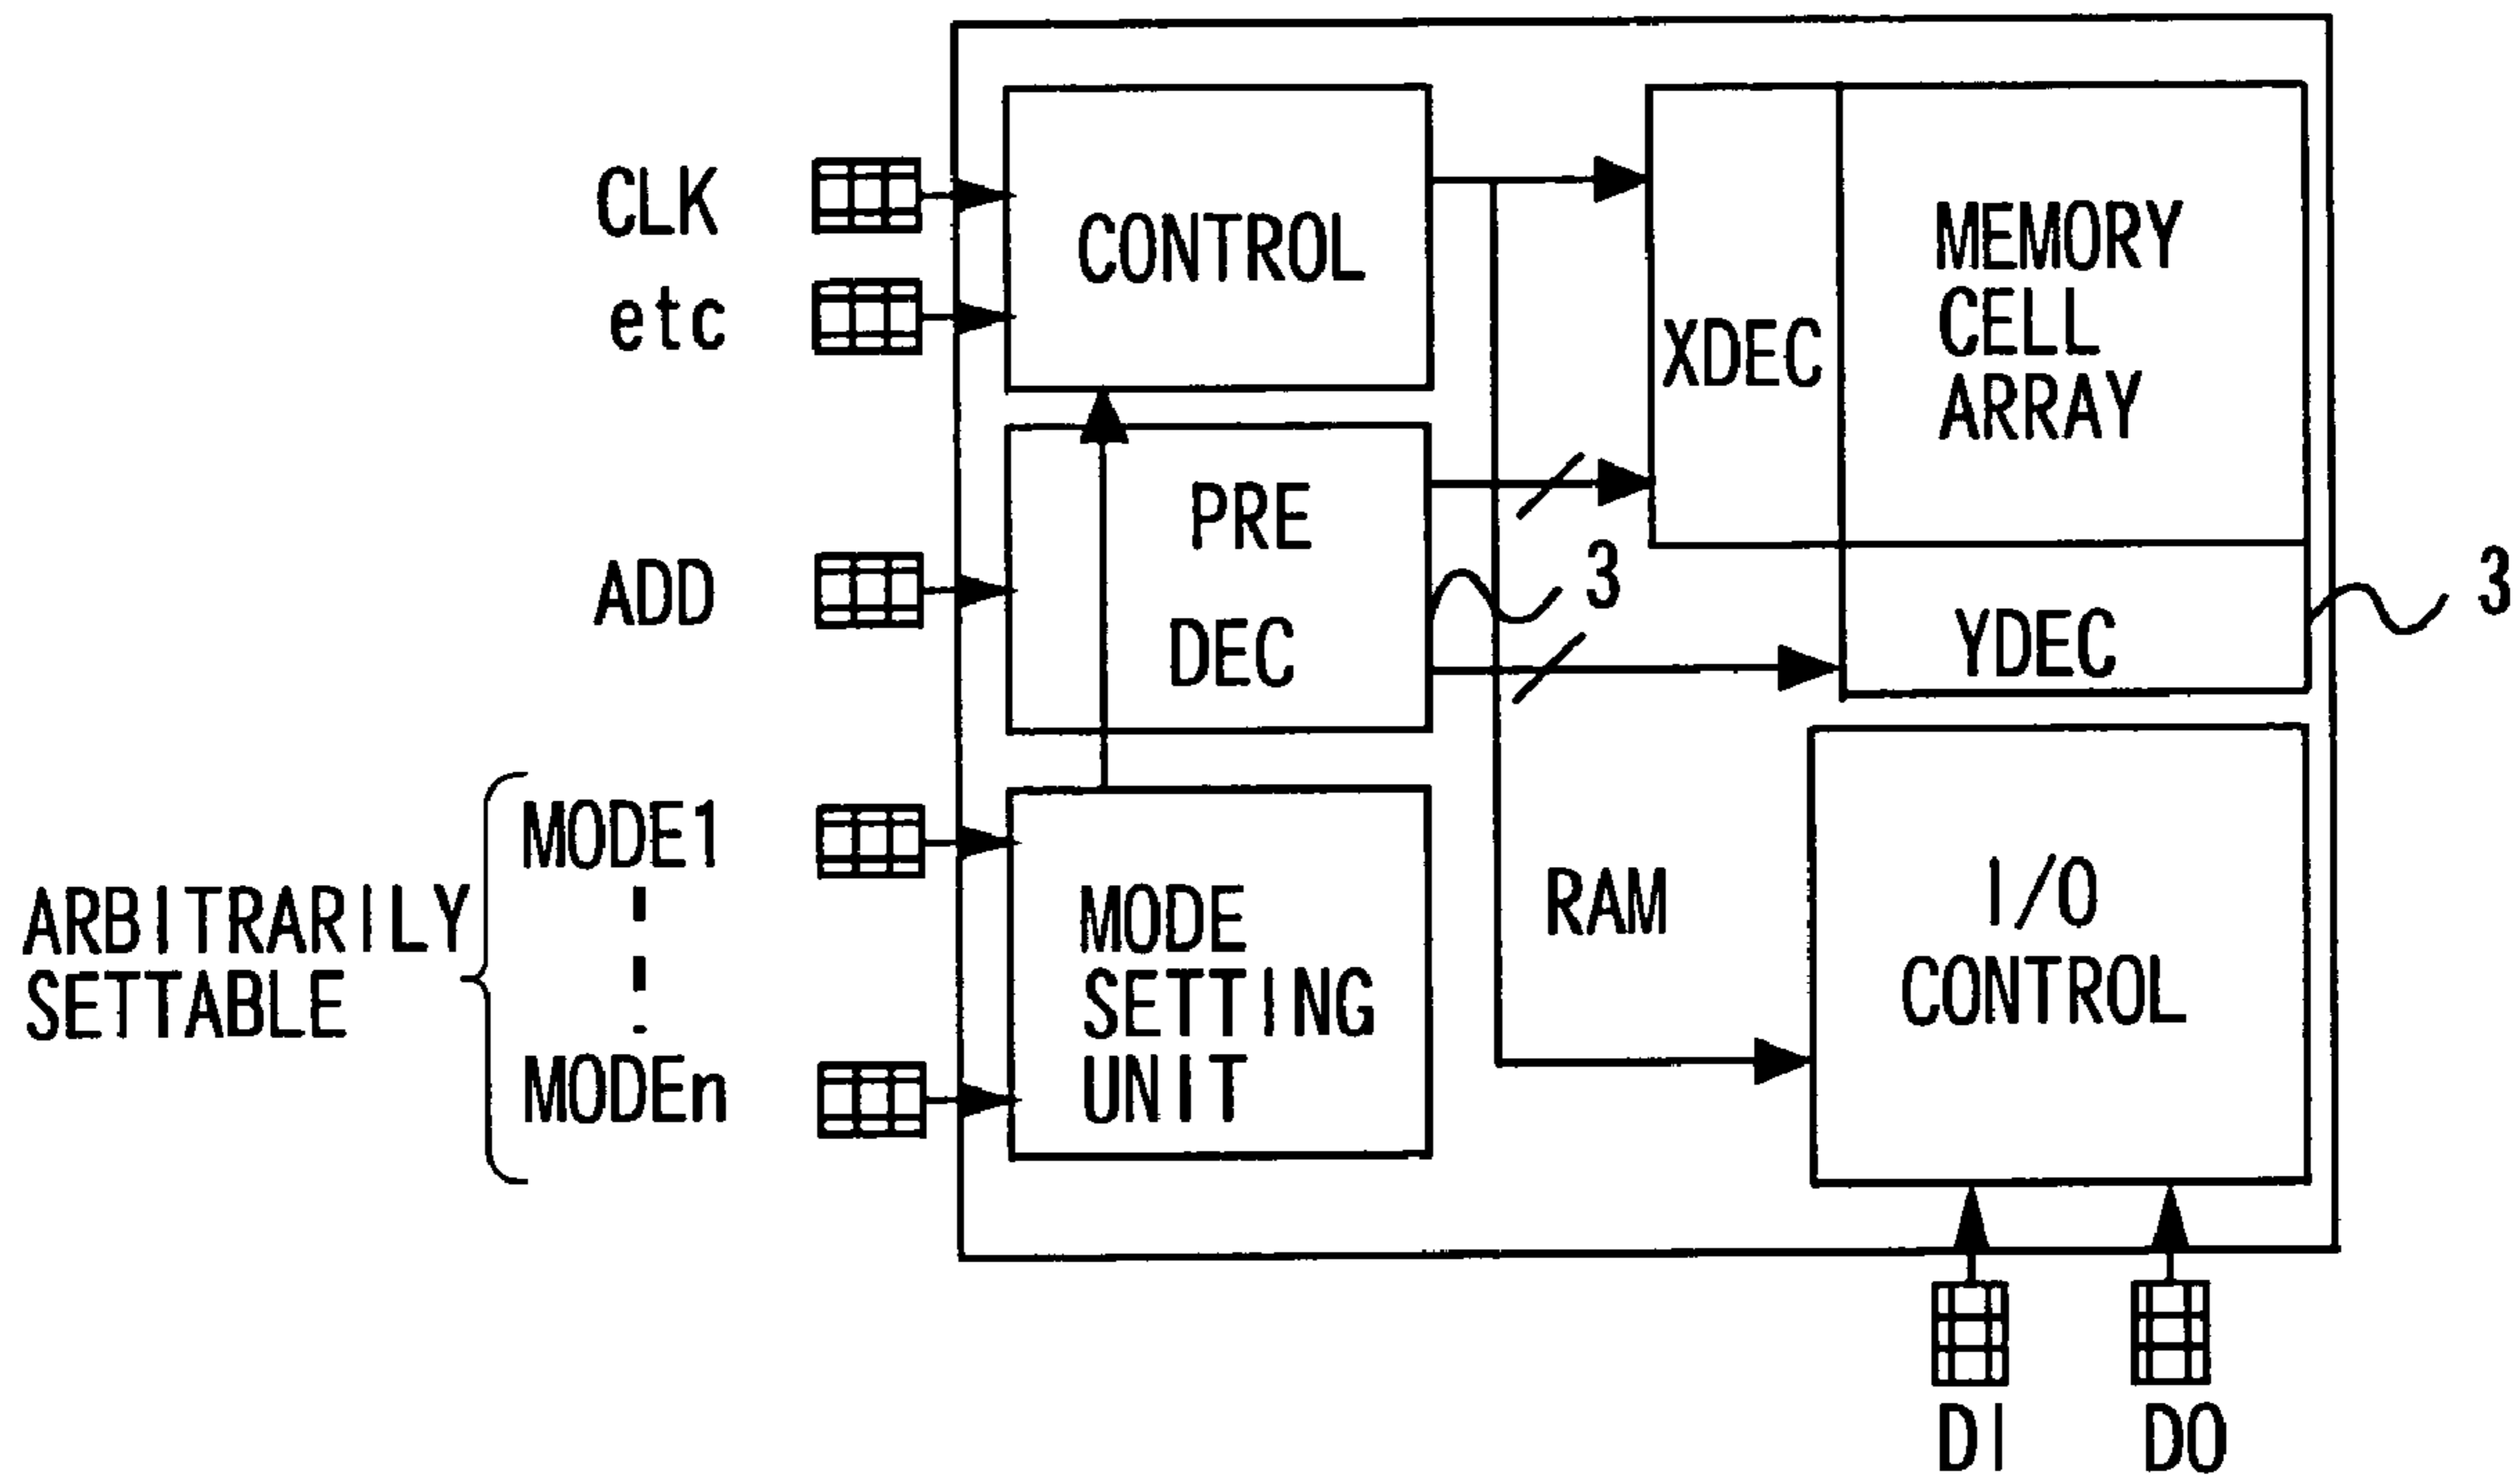 CLK
etc
ADD
ARBITRARILY
SETTABLE
MODE1
MODEn
CONTROL
PRE
DEC
MODE
SETTING
UNIT
XDEC
MEMORY
CELL
ARRAY
YDEC
3
3
RAM
I/O
CONTROL
DI
DO